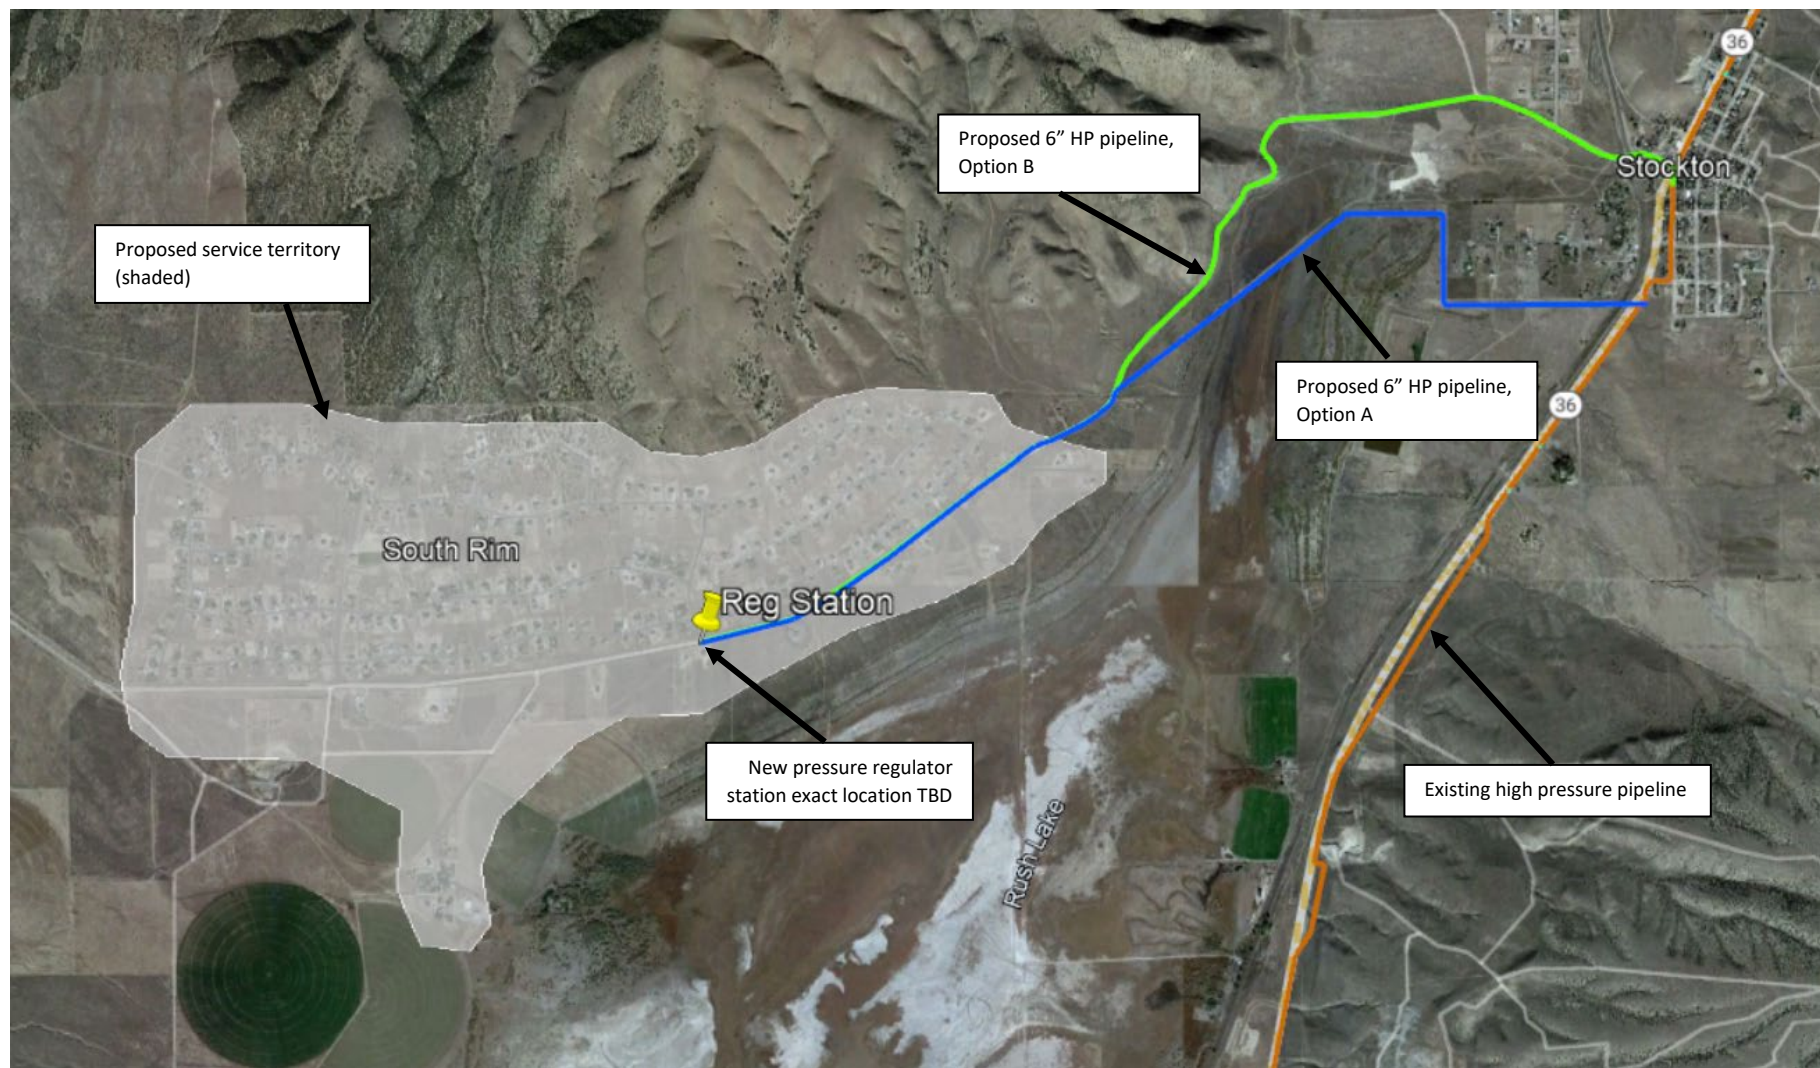 36
Proposed 6” HP pipeline,
Option B
Stockton
Proposed service territory
(shaded)
Proposed 6” HP pipeline,
Option A
36
South Rim
Reg Station
New pressure regulator
station exact location TBD
Existing high pressure pipeline
Rush Lake